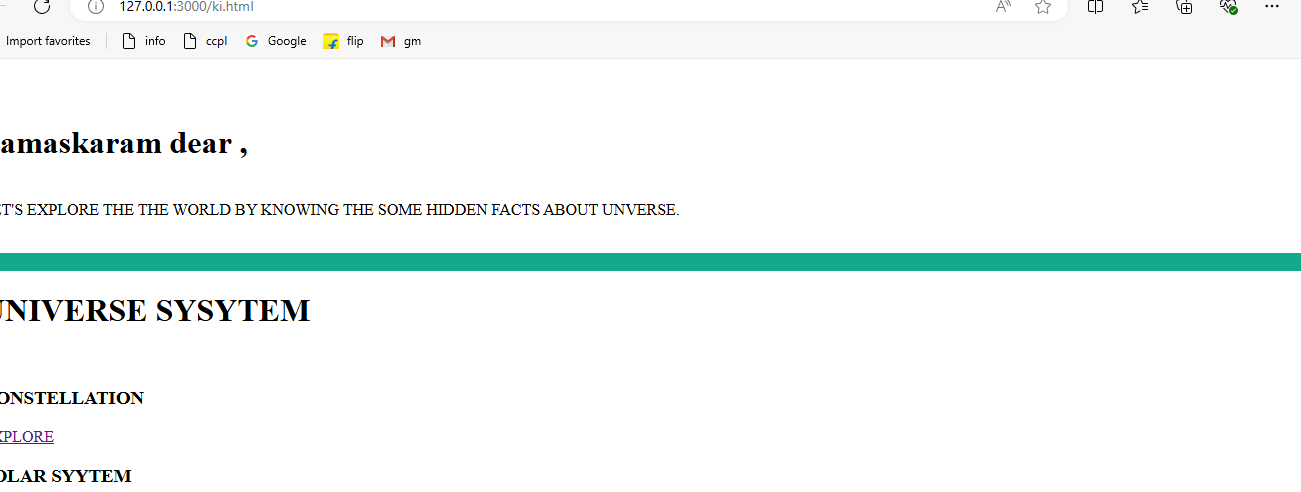 127.0.0.1:3000/ki.html
Import favorites info ccpl Google flip gm
amaskaram dear ,
T'S EXPLORE THE THE WORLD BY KNOWING THE SOME HIDDEN FACTS ABOUT UNVERSE.
UNIVERSE SYSYTEM
ONSTELLATION
XPLORE
OLAR SYYTEM